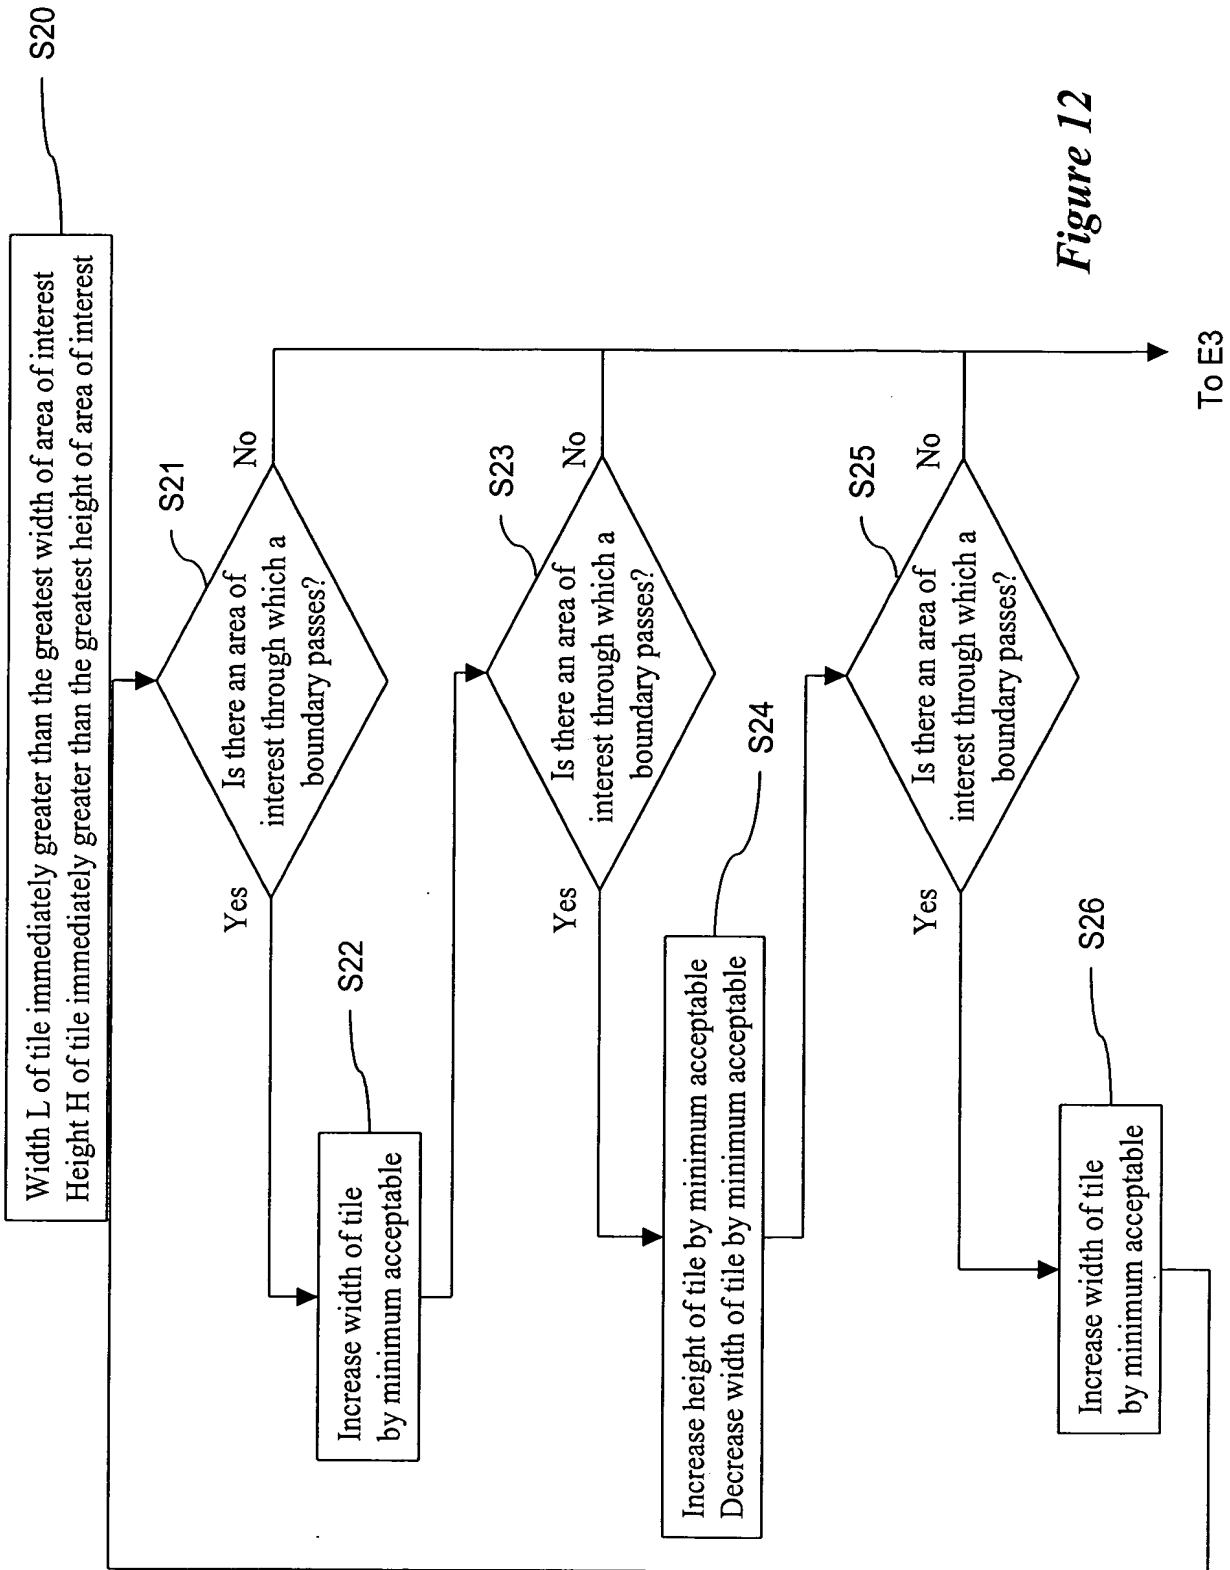 S20
Width L of tile immediately greater than the greatest width of area of interest
Height H of tile immediately greater than the greatest height of area of interest
S21
Is there an area of
interest through which a
boundary passes?
Yes
No
S22
Increase width of tile
by minimum acceptable
S23
Is there an area of
interest through which a
boundary passes?
Yes
No
S24
Increase height of tile by minimum acceptable
Decrease width of tile by minimum acceptable
S25
Is there an area of
interest through which a
boundary passes?
Yes
No
S26
Increase width of tile
by minimum acceptable
To E3
Figure 12